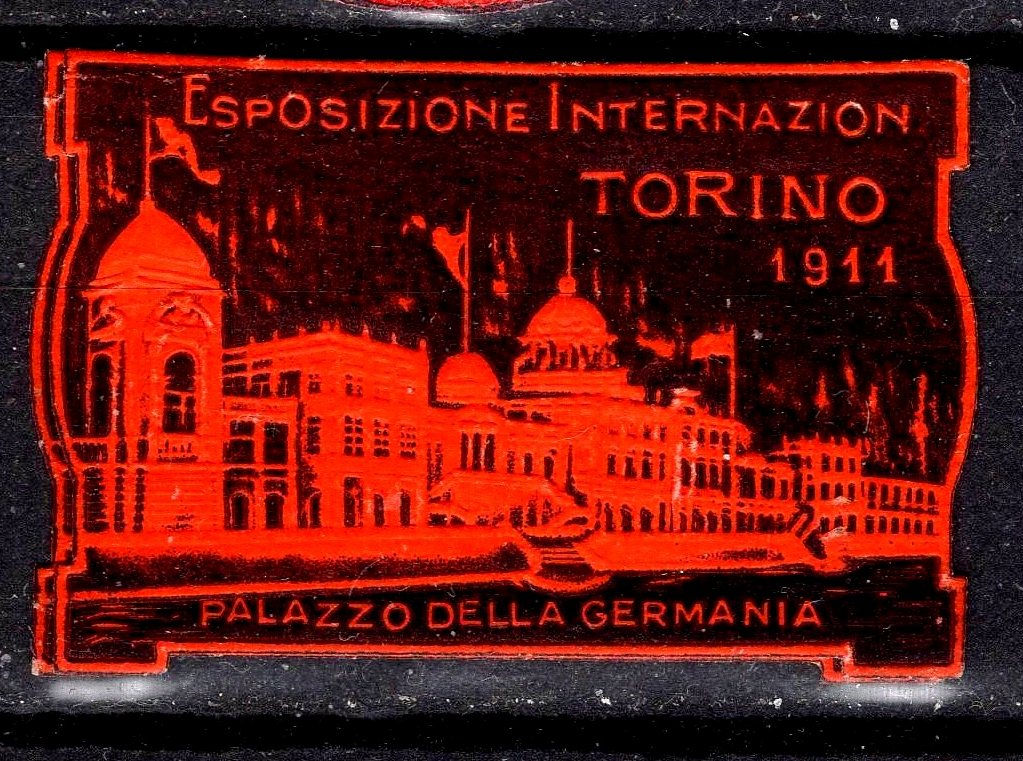 ESPOSIZIONE INTERNAZION.
TORINO
1911
PALAZZO DELLA GERMANIA